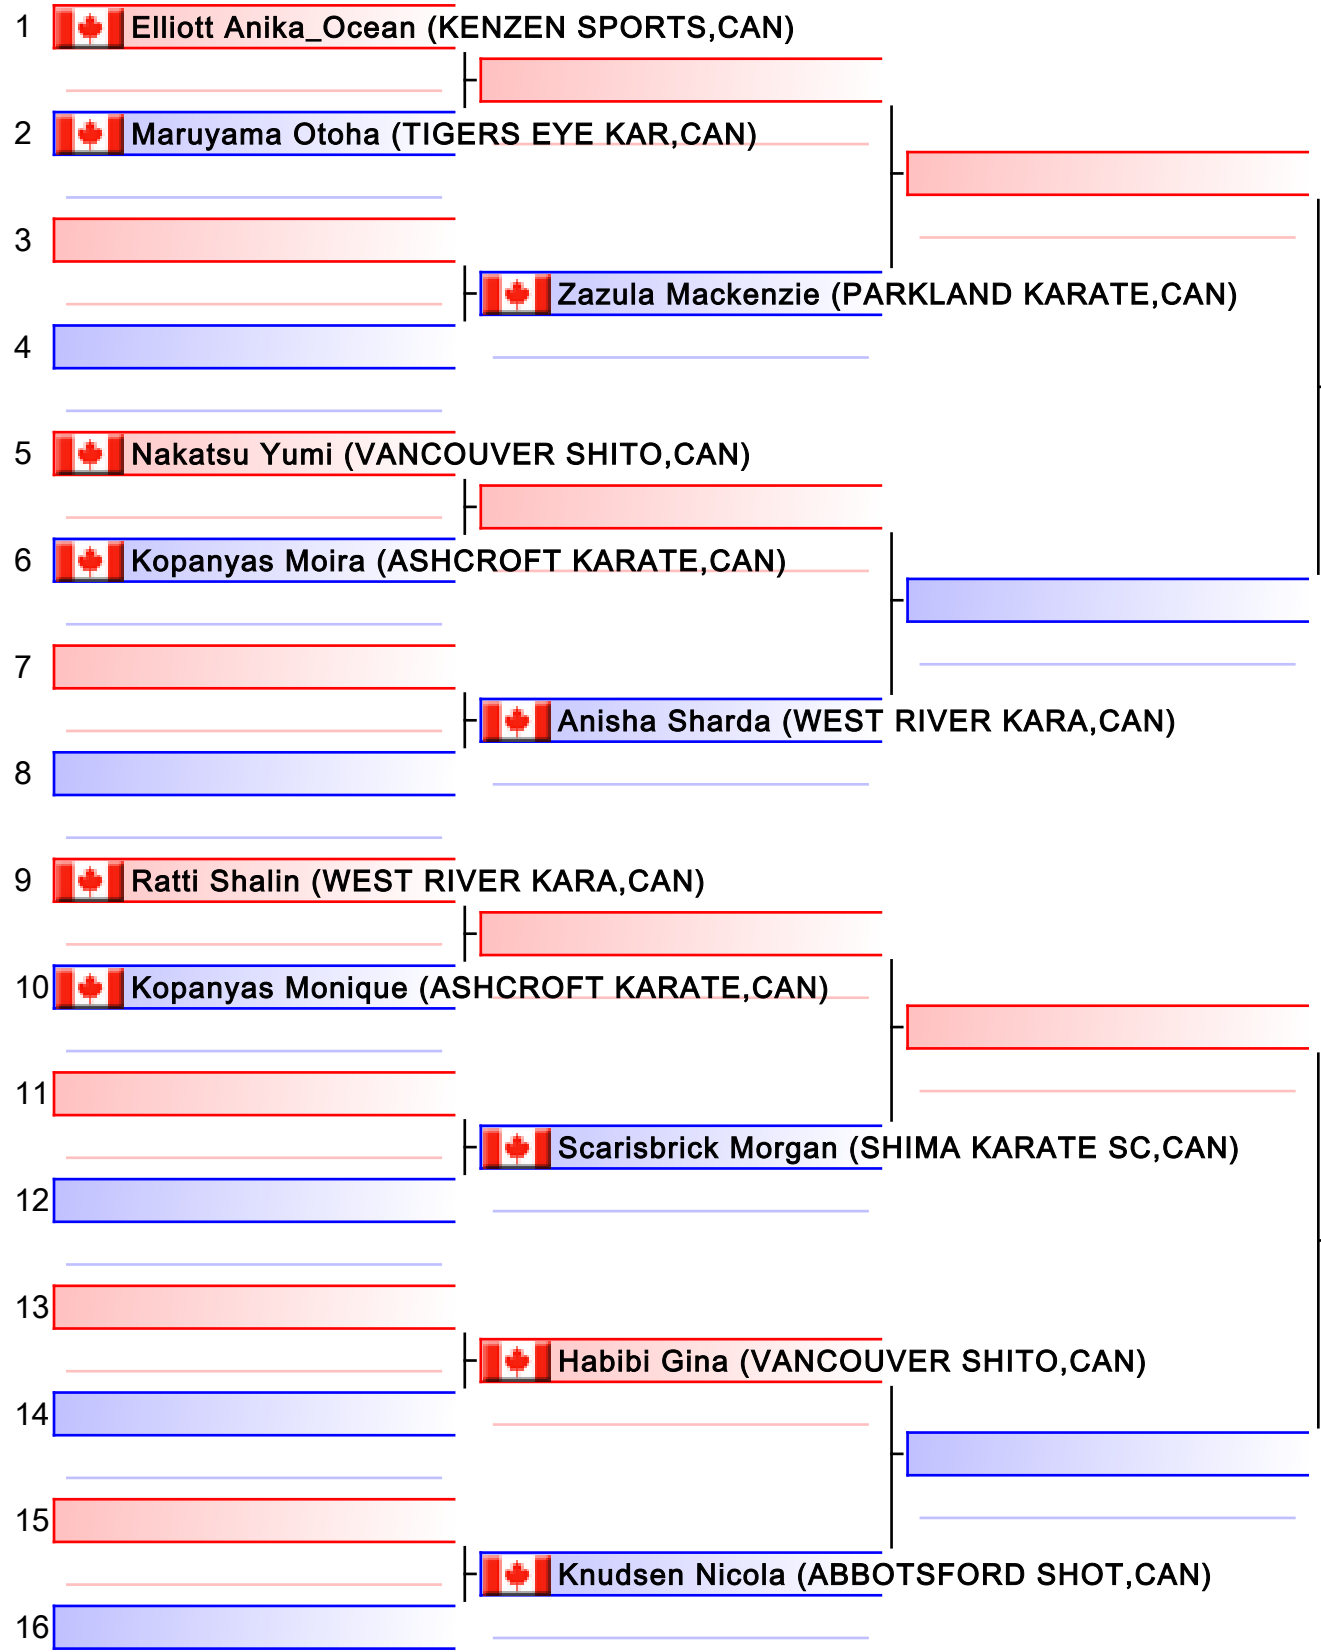 1 Elliott Anika_Ocean (KENZEN SPORTS,CAN)
2 Maruyama Otoha (TIGERS EYE KAR,CAN)
3
Zazula Mackenzie (PARKLAND KARATE,CAN)
4
5 Nakatsu Yumi (VANCOUVER SHITO,CAN)
6 Kopanyas Moira (ASHCROFT KARATE,CAN)
7
Anisha Sharda (WEST RIVER KARA,CAN)
8
9 Ratti Shalin (WEST RIVER KARA,CAN)
10 Kopanyas Monique (ASHCROFT KARATE,CAN)
11
Scarisbrick Morgan (SHIMA KARATE SC,CAN)
12
13
Habibi Gina (VANCOUVER SHITO,CAN)
14
15
Knudsen Nicola (ABBOTSFORD SHOT,CAN)
16